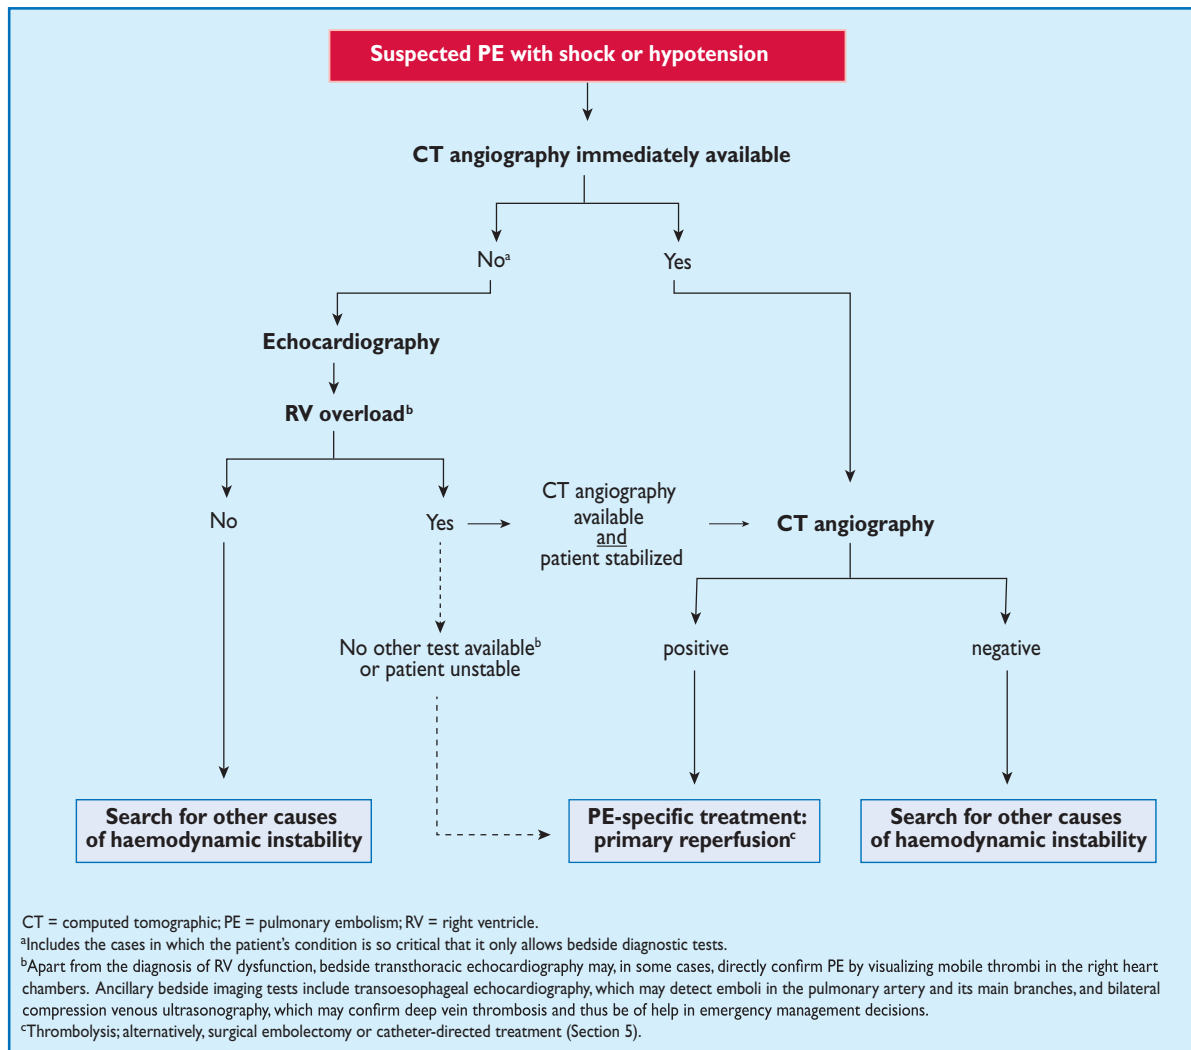 Suspected PE with shock or hypotension
CT angiography immediately available
Noᵃ
Yes
Echocardiography
RV overloadᵇ
No
Yes
CT angiography
available
and
patient stabilized
CT angiography
No other test availableᵇ
or patient unstable
positive
negative
Search for other causes
of haemodynamic instability
PE-specific treatment:
primary reperfusionᶜ
Search for other causes
of haemodynamic instability
CT = computed tomographic; PE = pulmonary embolism; RV = right ventricle.
ᵃIncludes the cases in which the patient's condition is so critical that it only allows bedside diagnostic tests.
ᵇApart from the diagnosis of RV dysfunction, bedside transthoracic echocardiography may, in some cases, directly confirm PE by visualizing mobile thrombi in the right heart
chambers. Ancillary bedside imaging tests include transoesophageal echocardiography, which may detect emboli in the pulmonary artery and its main branches, and bilateral
compression venous ultrasonography, which may confirm deep vein thrombosis and thus be of help in emergency management decisions.
ᶜThrombolysis; alternatively, surgical embolectomy or catheter-directed treatment (Section 5).